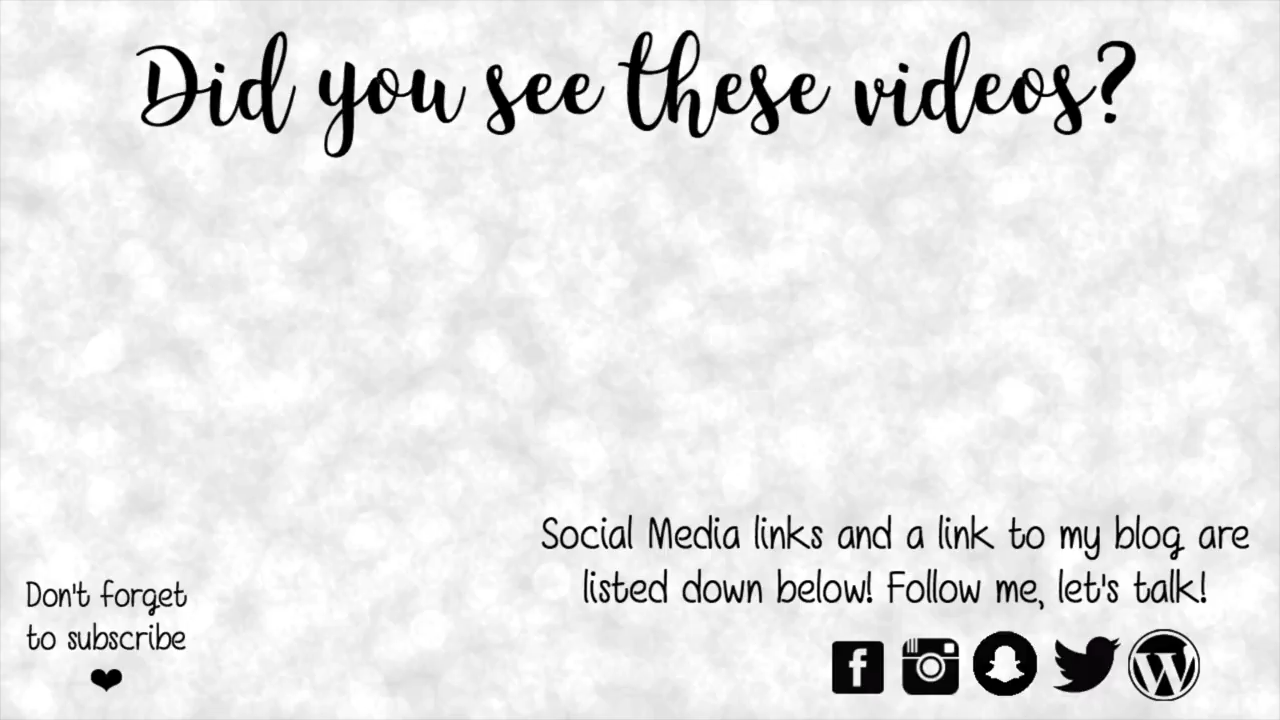 Did you see these videos?
Social Media links and a link to my blog are
listed down below! Follow me, let's talk!
Don't forget
to subscribe